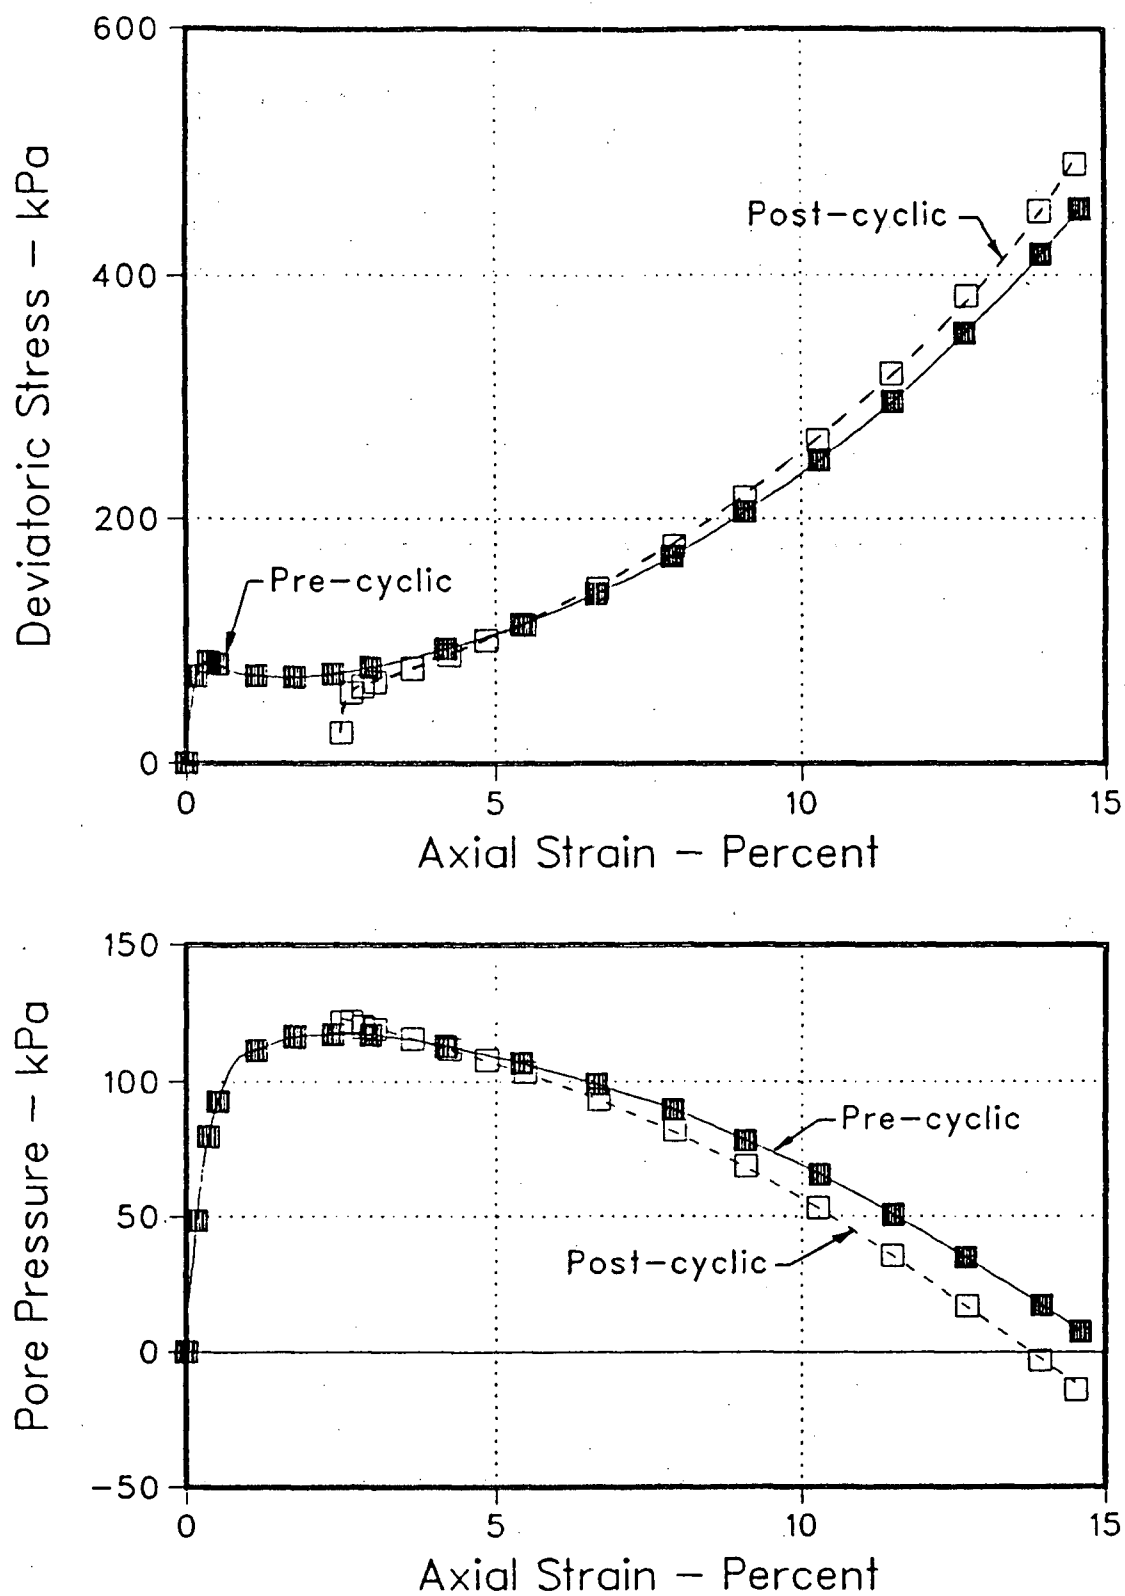 600
400
200
0
Deviatoric Stress – kPa
Post-cyclic
Pre-cyclic
0 5 10 15
Axial Strain – Percent
150
100
50
0
-50
Pore Pressure – kPa
Pre-cyclic
Post-cyclic
0 5 10 15
Axial Strain – Percent